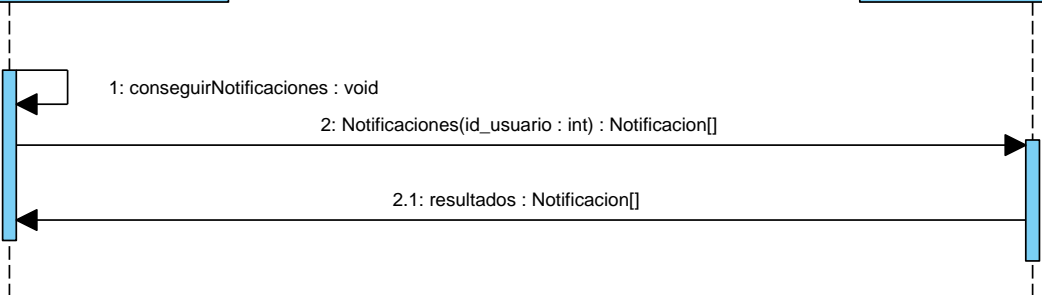 1: conseguirNotificaciones : void
2: Notificaciones(id_usuario : int) : Notificacion[]
2.1: resultados : Notificacion[]